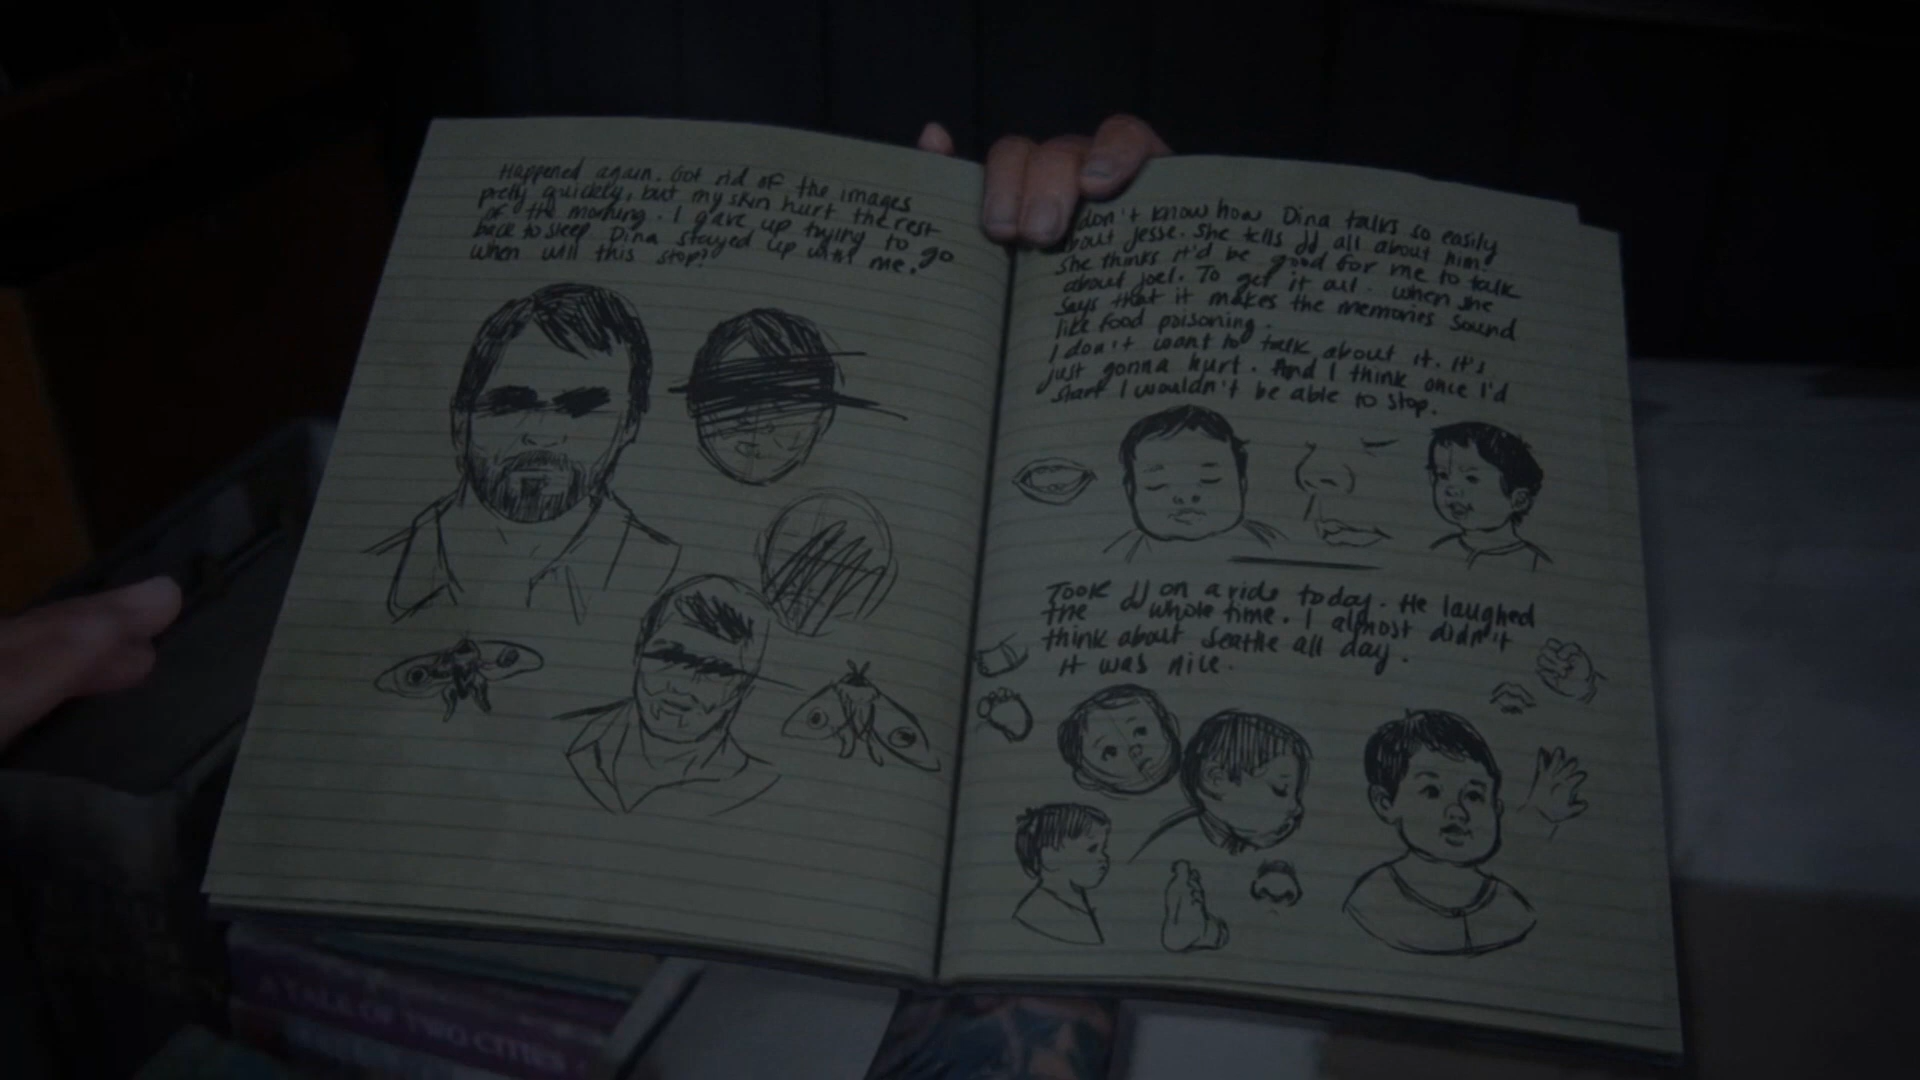 Happened again. Got rid of the images
pretty quickly, but my skin hurt the rest
of the morning. I gave up trying to go
back to sleep Dina stayed up with me.
when will this stop?
don't know how Dina talks so easily
bout Jesse. She tells JJ all about him.
She thinks it'd be good for me to talk
about Joel. To get it out. When she
says that it makes the memories sound
like food poisoning.
I don't want to talk about it. It's
just gonna hurt. And I think once I'd
start I wouldn't be able to stop.
Took JJ on a ride today. He laughed
the whole time. I almost didn't
think about Seattle all day.
It was nice.
A TALE OF TWO CITIES